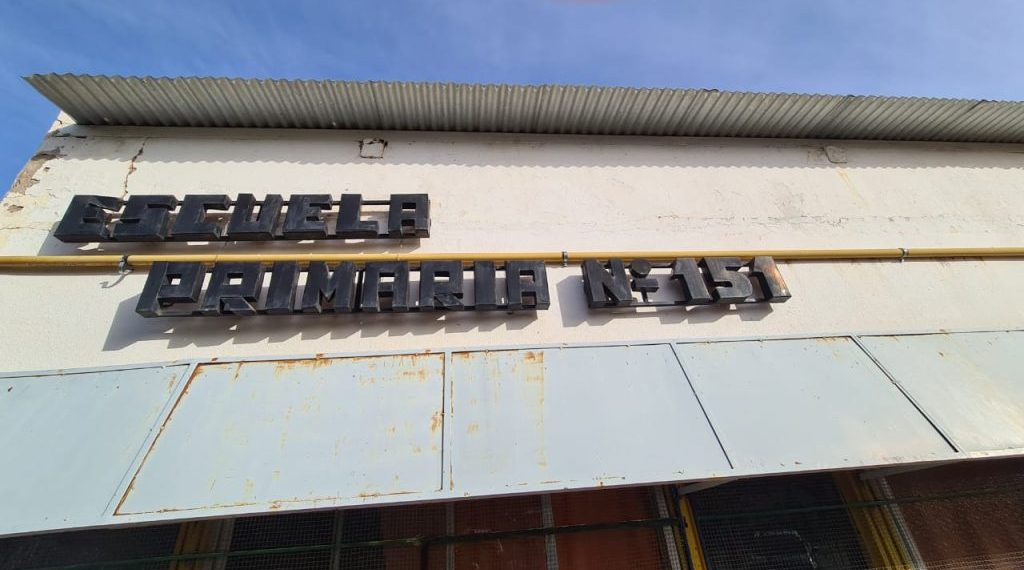 ESCUELA
PRIMARIA Nº 151